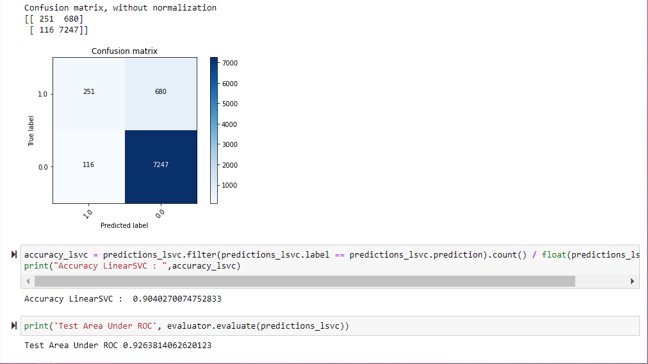 Confusion matrix, without normalization
[[ 251  680]
 [ 116 7247]]
Confusion matrix
7000
6000
5000
4000
3000
2000
1000
True label
1.0
0.0
251
680
116
7247
1.0
0.0
Predicted label
accuracy_lsvc = predictions_lsvc.filter(predictions_lsvc.label == predictions_lsvc.prediction).count() / float(predictions_ls
print("Accuracy LinearSVC : ",accuracy_lsvc)
Accuracy LinearSVC :  0.9040270074752833
print('Test Area Under ROC', evaluator.evaluate(predictions_lsvc))
Test Area Under ROC 0.9263814062620123